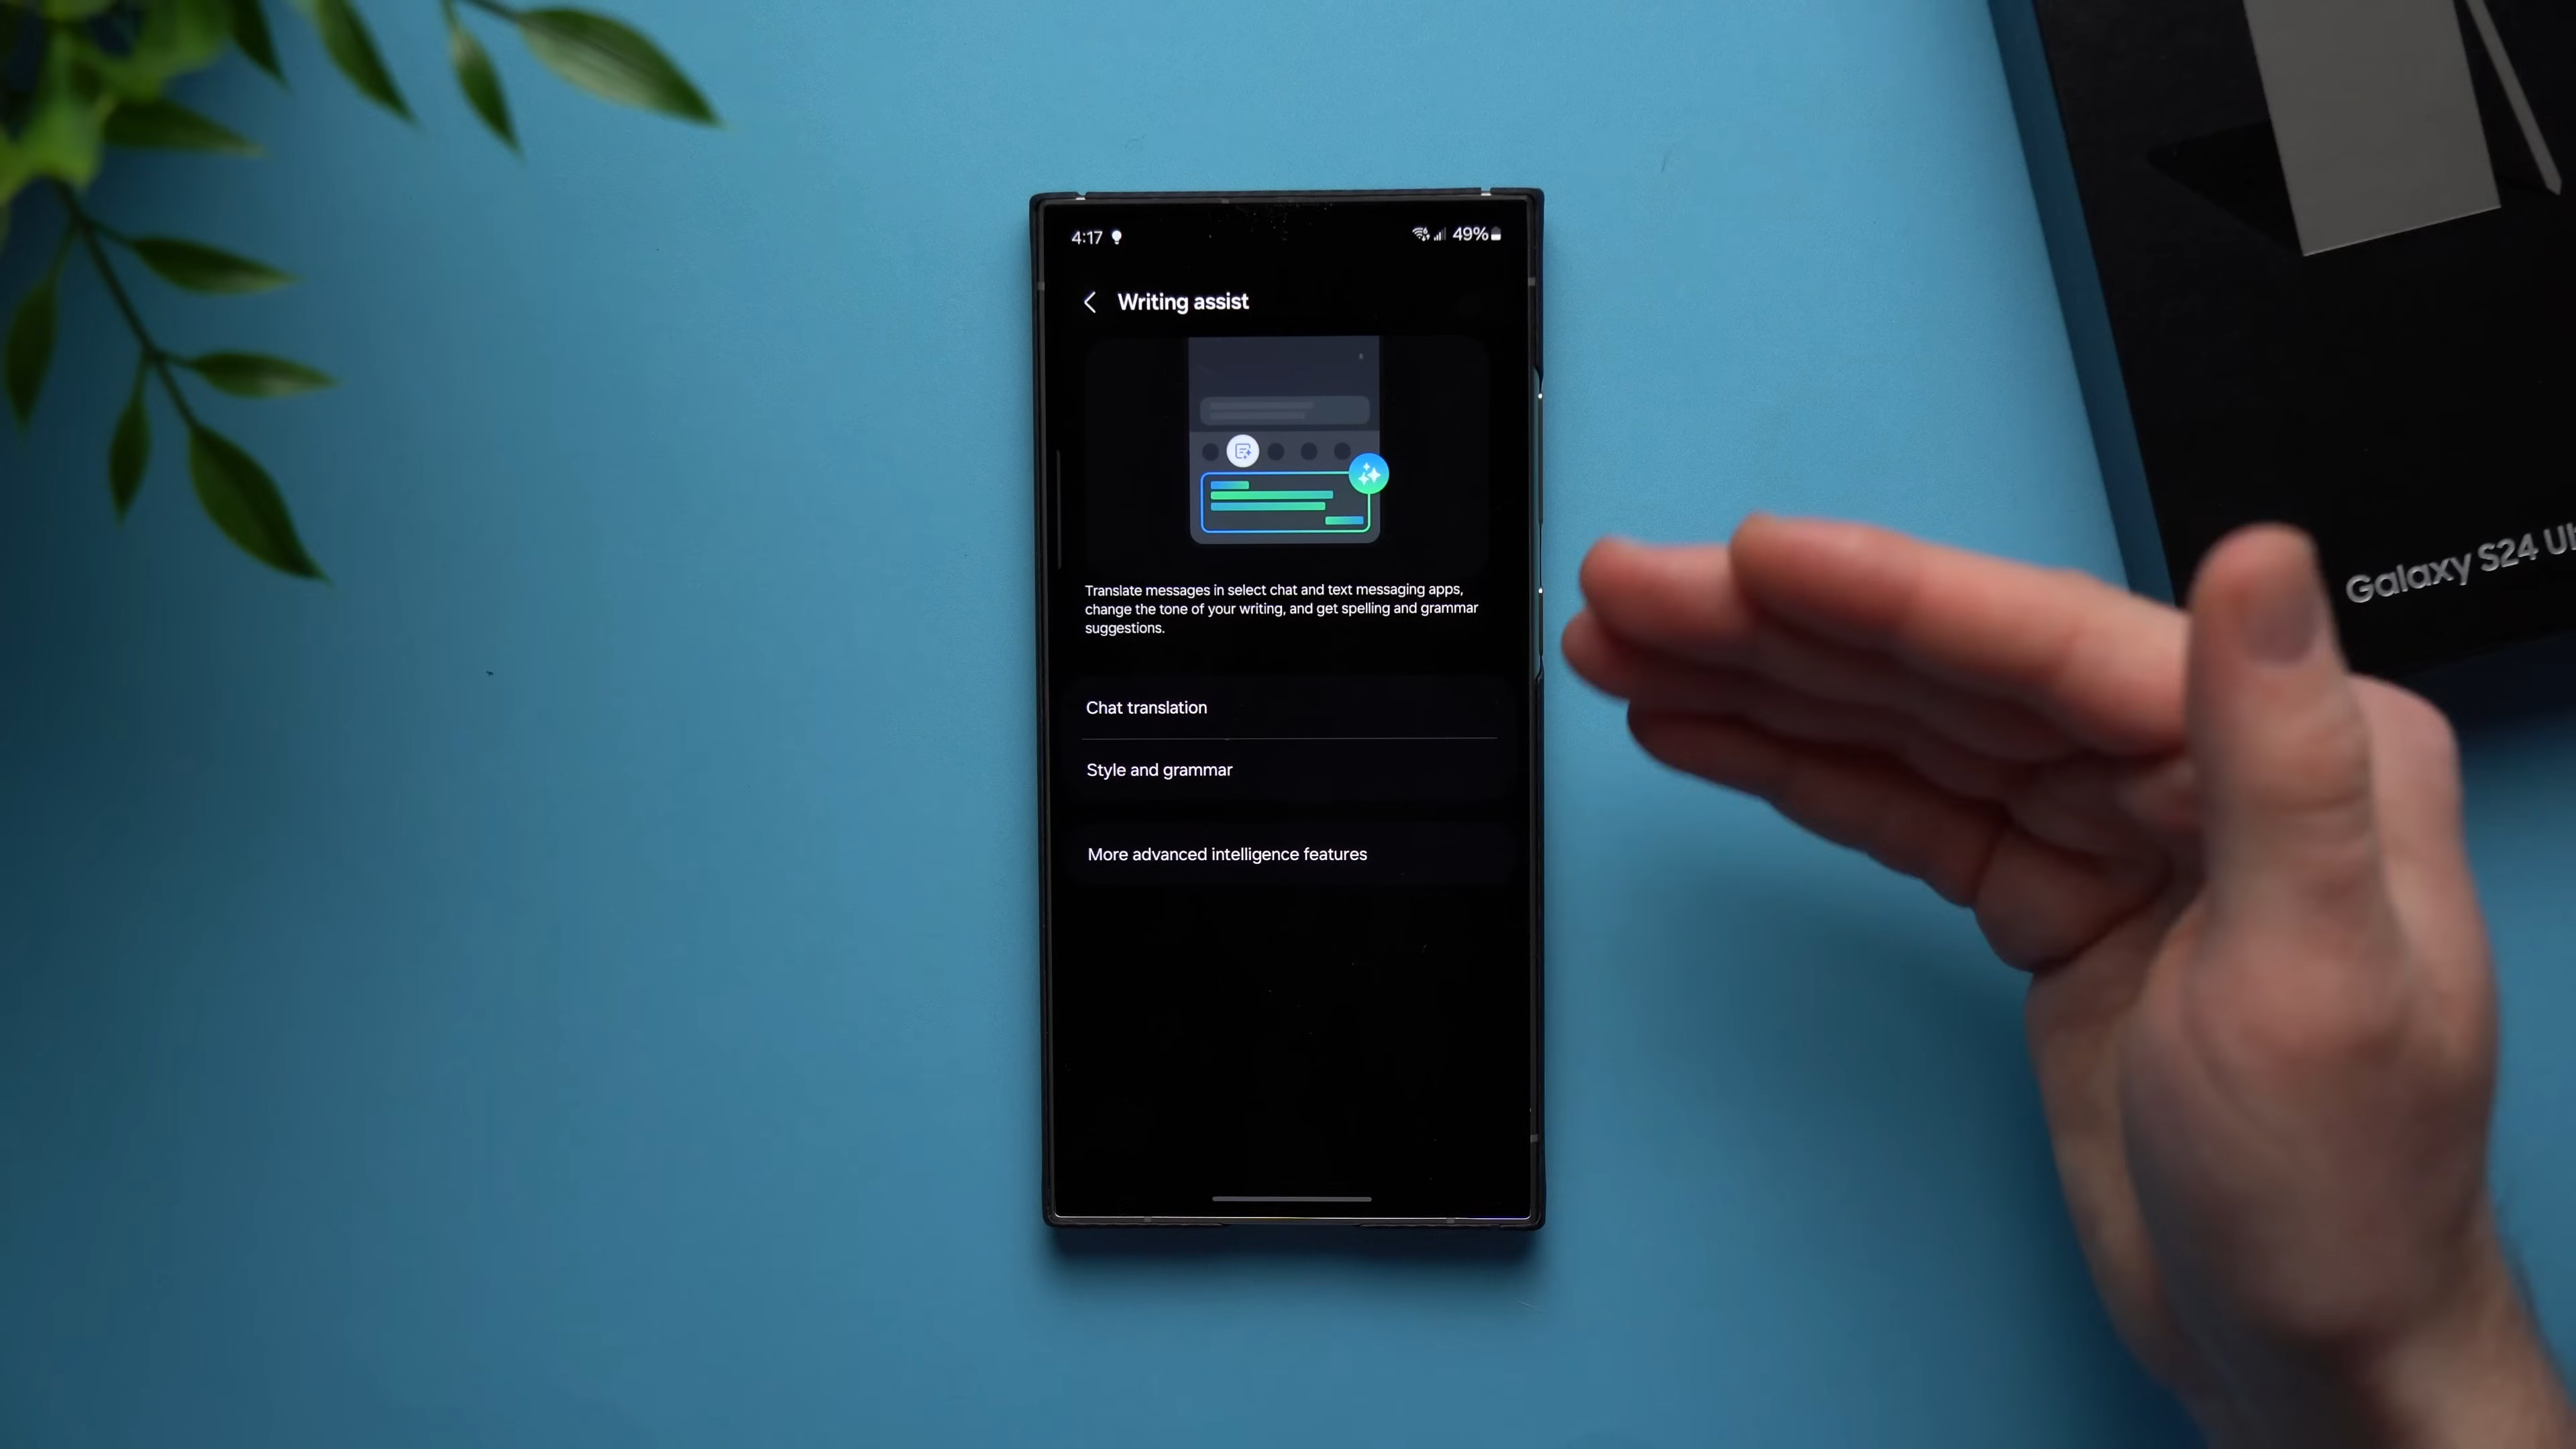 4:17
49%
Writing assist
Translate messages in select chat and text messaging apps,
change the tone of your writing, and get spelling and grammar
suggestions.
Chat translation
Style and grammar
More advanced intelligence features
Galaxy S24